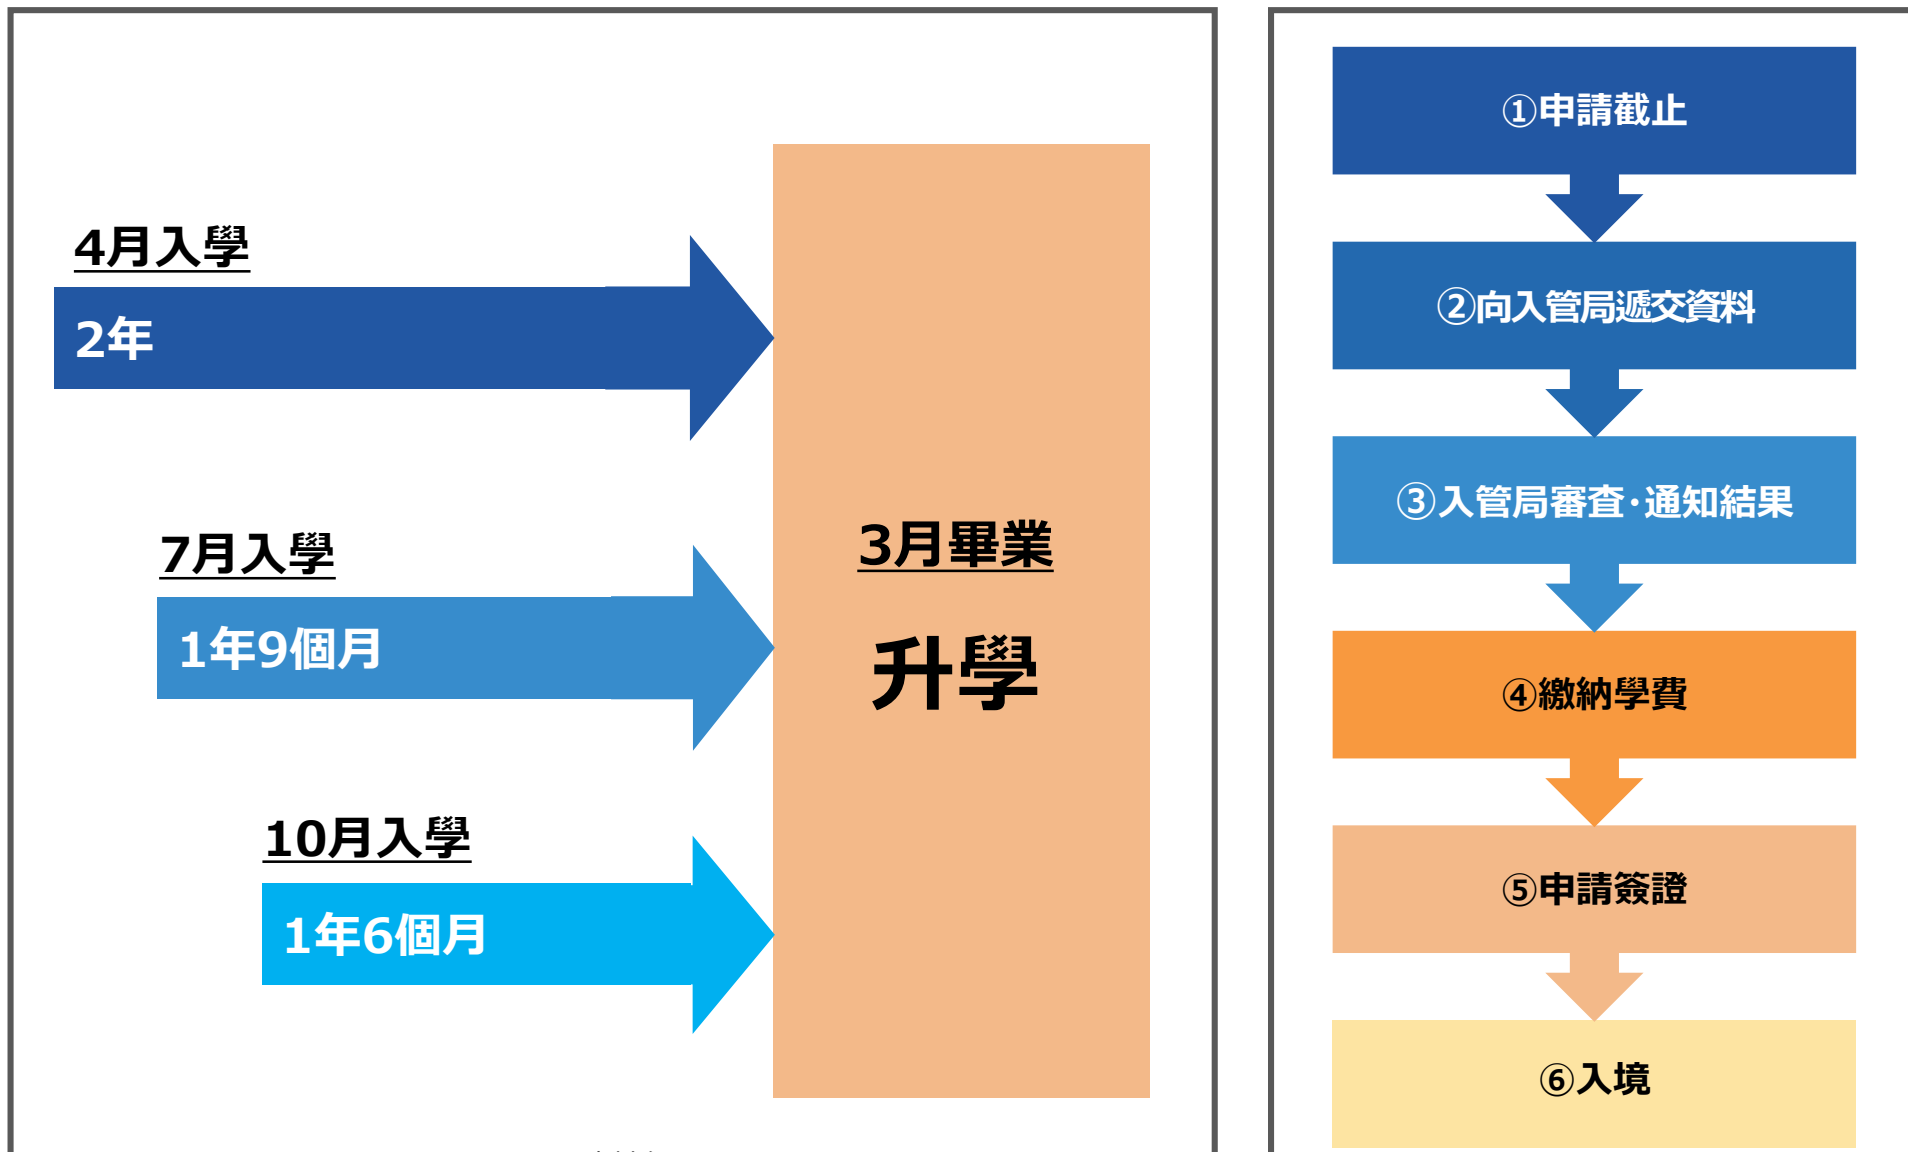 4月入學
2年
7月入學
1年9個月
10月入學
1年6個月
3月畢業
升學
①申請截止
②向入管局遞交資料
③入管局審査･通知結果
④繳納學費
⑤申請簽證
⑥入境